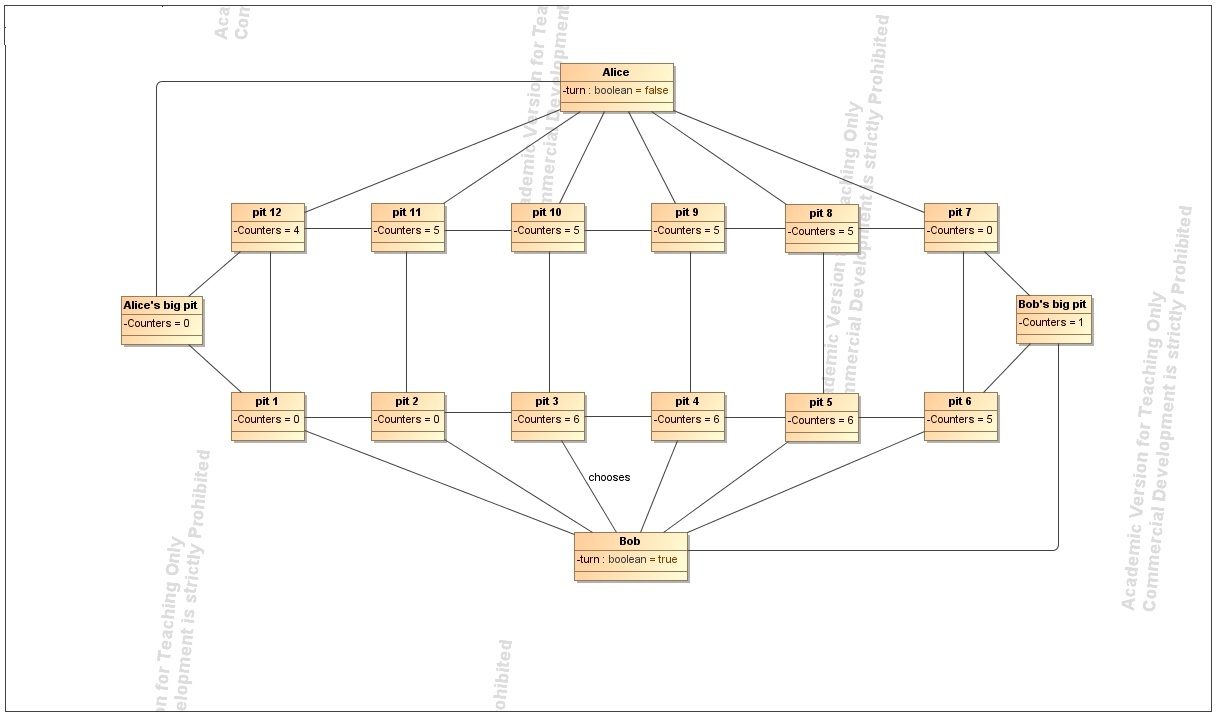 Alice
-turn : boolean = false
pit 12
-Counters = 4
pit 11
-Counters = 5
pit 10
-Counters = 5
pit 9
-Counters = 5
pit 8
-Counters = 5
pit 7
-Counters = 0
Alice's big pit
-Counters = 0
Bob's big pit
-Counters = 1
pit 1
-Counters = 0
pit 2
-Counters = 0
pit 3
-Counters = 6
pit 4
-Counters = 6
pit 5
-Counters = 6
pit 6
-Counters = 5
chooses
Bob
-turn : boolean = true
Academic Version for Teaching Only
Commercial Development is strictly Prohibited